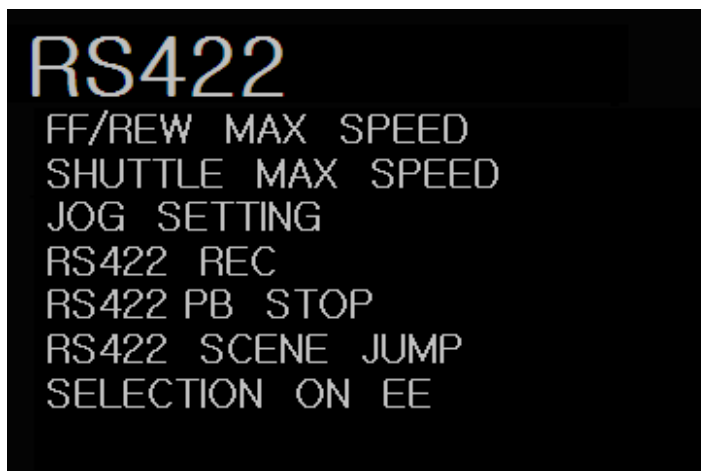 RS422
FF/REW MAX SPEED
SHUTTLE MAX SPEED
JOG SETTING
RS422 REC
RS422 PB STOP
RS422 SCENE JUMP
SELECTION ON EE